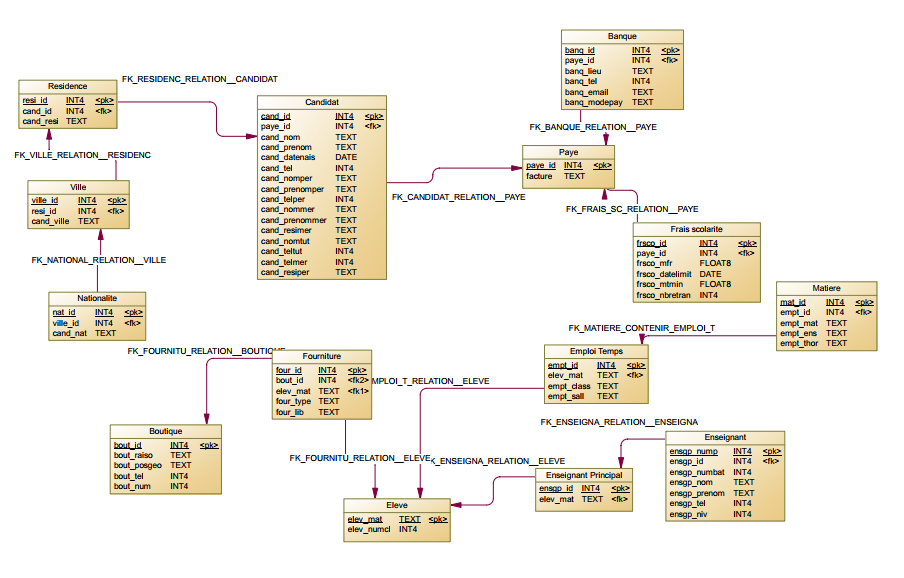 Banque
banq_id INT4 <pk>
paye_id INT4 <fk>
banq_lieu TEXT
banq_tel INT4
banq_email TEXT
banq_modepay TEXT
FK_RESIDENC_RELATION__CANDIDAT
Residence
resi_id INT4 <pk>
cand_id INT4 <fk>
cand_resi TEXT
Candidat
cand_id INT4 <pk>
paye_id INT4 <fk>
cand_nom TEXT
cand_prenom TEXT
cand_datenais DATE
cand_tel INT4
cand_nomper TEXT
cand_prenomper TEXT
cand_telper INT4
cand_nommer TEXT
cand_prenommer TEXT
cand_resimer TEXT
cand_nomtut TEXT
cand_teltut INT4
cand_telmer INT4
cand_resiper TEXT
FK_BANQUE_RELATION__PAYE
Paye
paye_id INT4 <pk>
facture TEXT
FK_VILLE_RELATION__RESIDENC
Ville
ville_id INT4 <pk>
resi_id INT4 <fk>
cand_ville TEXT
FK_CANDIDAT_RELATION__PAYE
FK_FRAIS_SC_RELATION__PAYE
Frais scolarite
frsco_id INT4 <pk>
paye_id INT4 <fk>
frsco_mfr FLOAT8
frsco_datelimit DATE
frsco_mtmin FLOAT8
frsco_nbretran INT4
FK_NATIONAL_RELATION__VILLE
Nationalite
nat_id INT4 <pk>
ville_id INT4 <fk>
cand_nat TEXT
Matiere
mat_id INT4 <pk>
empt_id INT4 <fk>
empt_mat TEXT
empt_ens TEXT
empt_thor TEXT
FK_MATIERE_CONTENIR_EMPLOI_T
FK_FOURNITU_RELATION__BOUTIQUE
Fourniture
four_id INT4 <pk>
bout_id INT4 <fk2>
elev_mat TEXT <fk1>
four_type TEXT
four_lib TEXT
MPLOI_T_RELATION__ELEVE
Emploi Temps
empt_id INT4 <pk>
elev_mat TEXT <fk>
empt_class TEXT
empt_sall TEXT
Boutique
bout_id INT4 <pk>
bout_raiso TEXT
bout_posgeo TEXT
bout_tel INT4
bout_num INT4
FK_ENSEIGNA_RELATION__ENSEIGNA
Enseignant
ensgp_nump INT4 <pk>
ensgp_id INT4 <fk>
ensgp_numbat INT4
ensgp_nom TEXT
ensgp_prenom TEXT
ensgp_tel INT4
ensgp_niv INT4
FK_FOURNITU_RELATION__ELEVE
K_ENSEIGNA_RELATION__ELEVE
Enseignant Principal
ensgp_id INT4 <pk>
elev_mat TEXT <fk>
Eleve
elev_mat TEXT <pk>
elev_numcl INT4